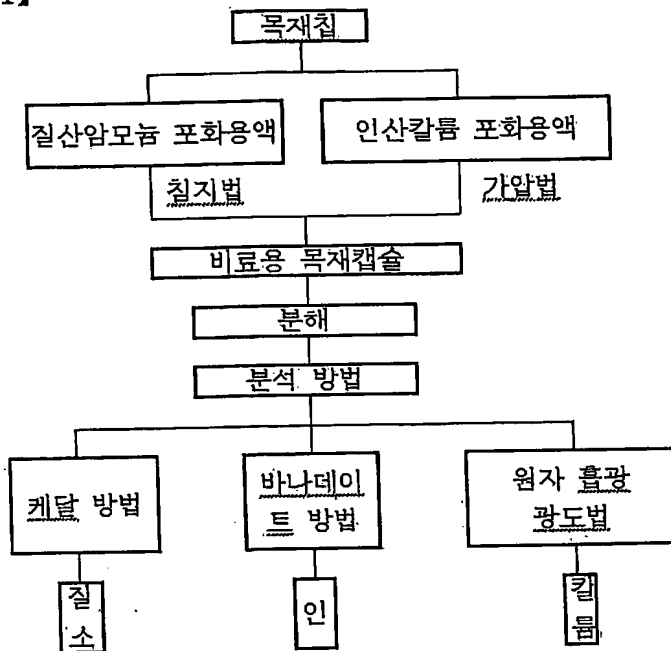 1】
목재칩
질산암모늄 포화용액
인산칼륨 포화용액
침지법
가압법
비료용 목재캡슐
분해
분석 방법
케달 방법
바나데이
트 방법
원자 흡광
광도법
질
소
인
칼
륨